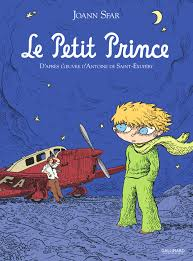 JOANN SFAR
Le Petit Prince
D'APRÈS L'ŒUVRE D'ANTOINE DE SAINT-EXUPÉRY
GALLIMARD